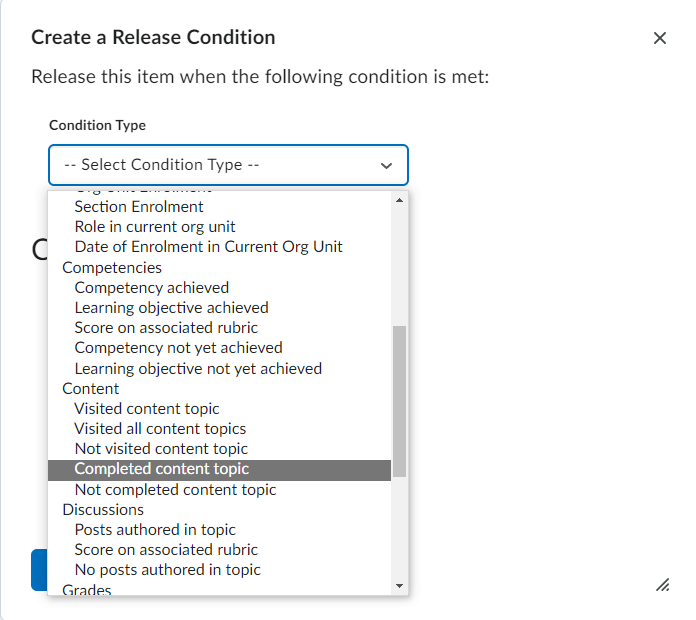 Create a Release Condition
Release this item when the following condition is met:
Condition Type
-- Select Condition Type --
Org Unit Enrolment
Section Enrolment
Role in current org unit
Date of Enrolment in Current Org Unit
Competencies
Competency achieved
Learning objective achieved
Score on associated rubric
Competency not yet achieved
Learning objective not yet achieved
Content
Visited content topic
Visited all content topics
Not visited content topic
Completed content topic
Not completed content topic
Discussions
Posts authored in topic
Score on associated rubric
No posts authored in topic
Grades